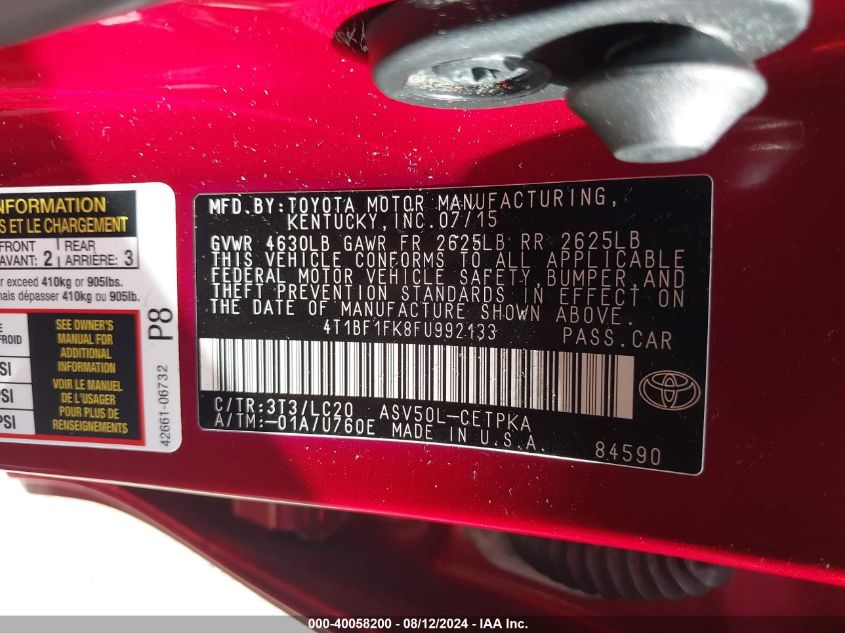 MFD.BY:TOYOTA MOTOR MANUFACTURING,
KENTUCKY,INC.07/15
GVWR 4630LB GAWR FR 2625LB RR 2625LB
THIS VEHICLE CONFORMS TO ALL APPLICABLE
FEDERAL MOTOR VEHICLE SAFETY,BUMPER,AND
THEFT PREVENTION STANDARDS IN EFFECT ON
THE DATE OF MANUFACTURE SHOWN ABOVE.
4T1BF1FK8FU992133 PASS.CAR
C/TR:3T3/LC20 ASV50L-CETPKA
A/TM:-01A/U760E MADE IN U.S.A.
84590
INFORMATION
ET LE CHARGEMENT
FRONT REAR
AVANT: 2 ARRIÈRE: 3
exceed 410kg or 905lbs.
dépasser 410kg ou 905lb.
SEE OWNER'S
MANUAL FOR
ADDITIONAL
INFORMATION
VOIR LE MANUEL
DE L'USAGER
POUR PLUS DE
RENSEIGNEMENTS
P8
42661-06732
000-40058200 - 08/12/2024 - IAA Inc.